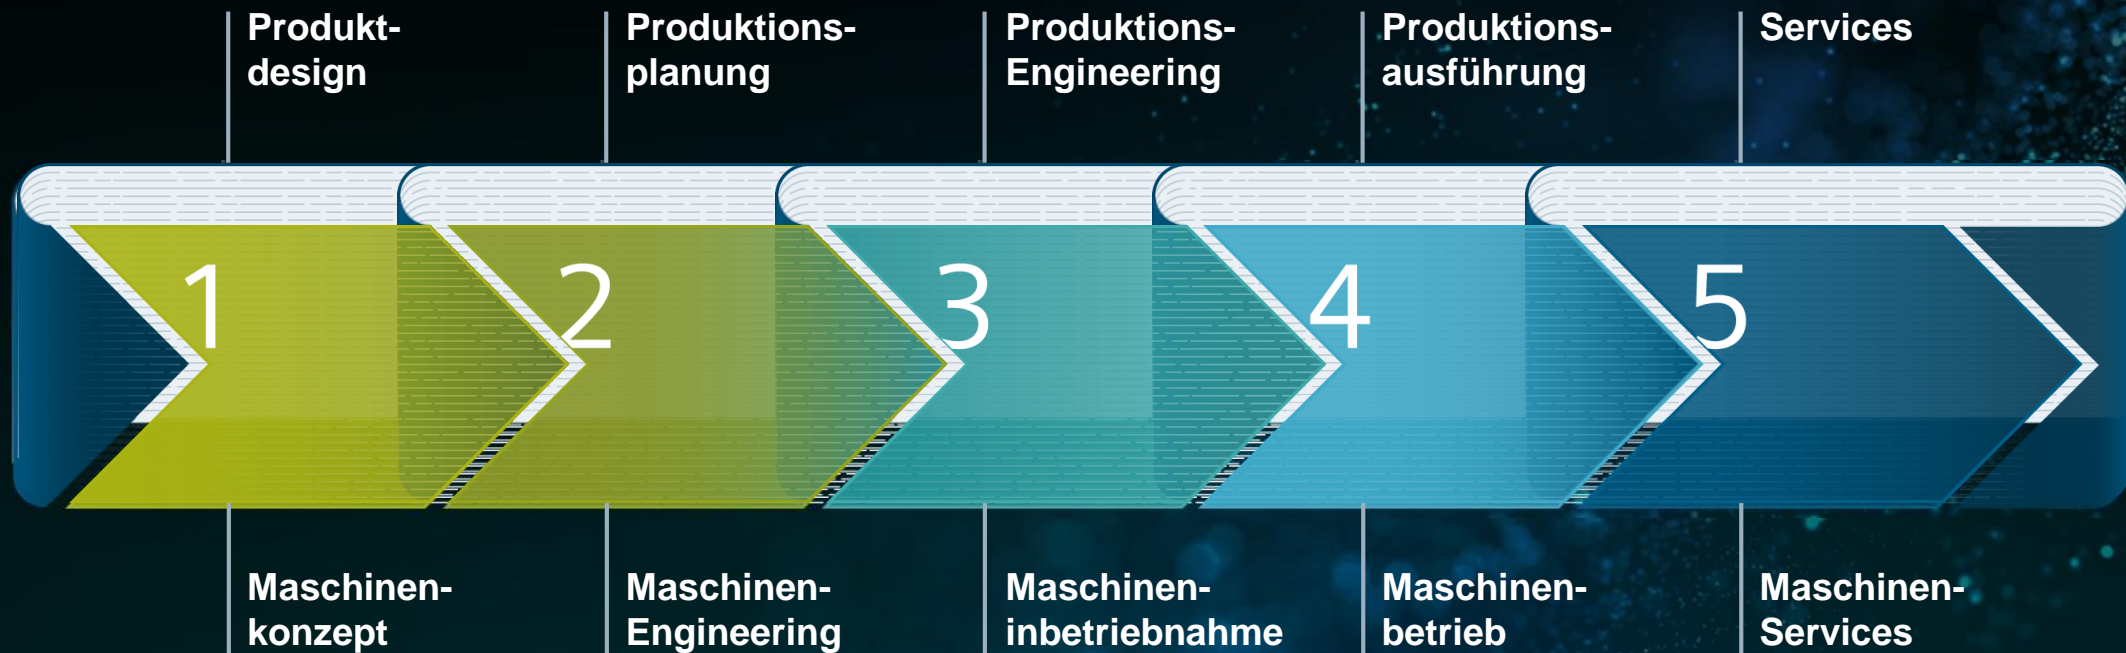 Produkt-
design
Produktions-
planung
Produktions-
Engineering
Produktions-
ausführung
Services
1
2
3
4
5
Maschinen-
konzept
Maschinen-
Engineering
Maschinen-
inbetriebnahme
Maschinen-
betrieb
Maschinen-
Services